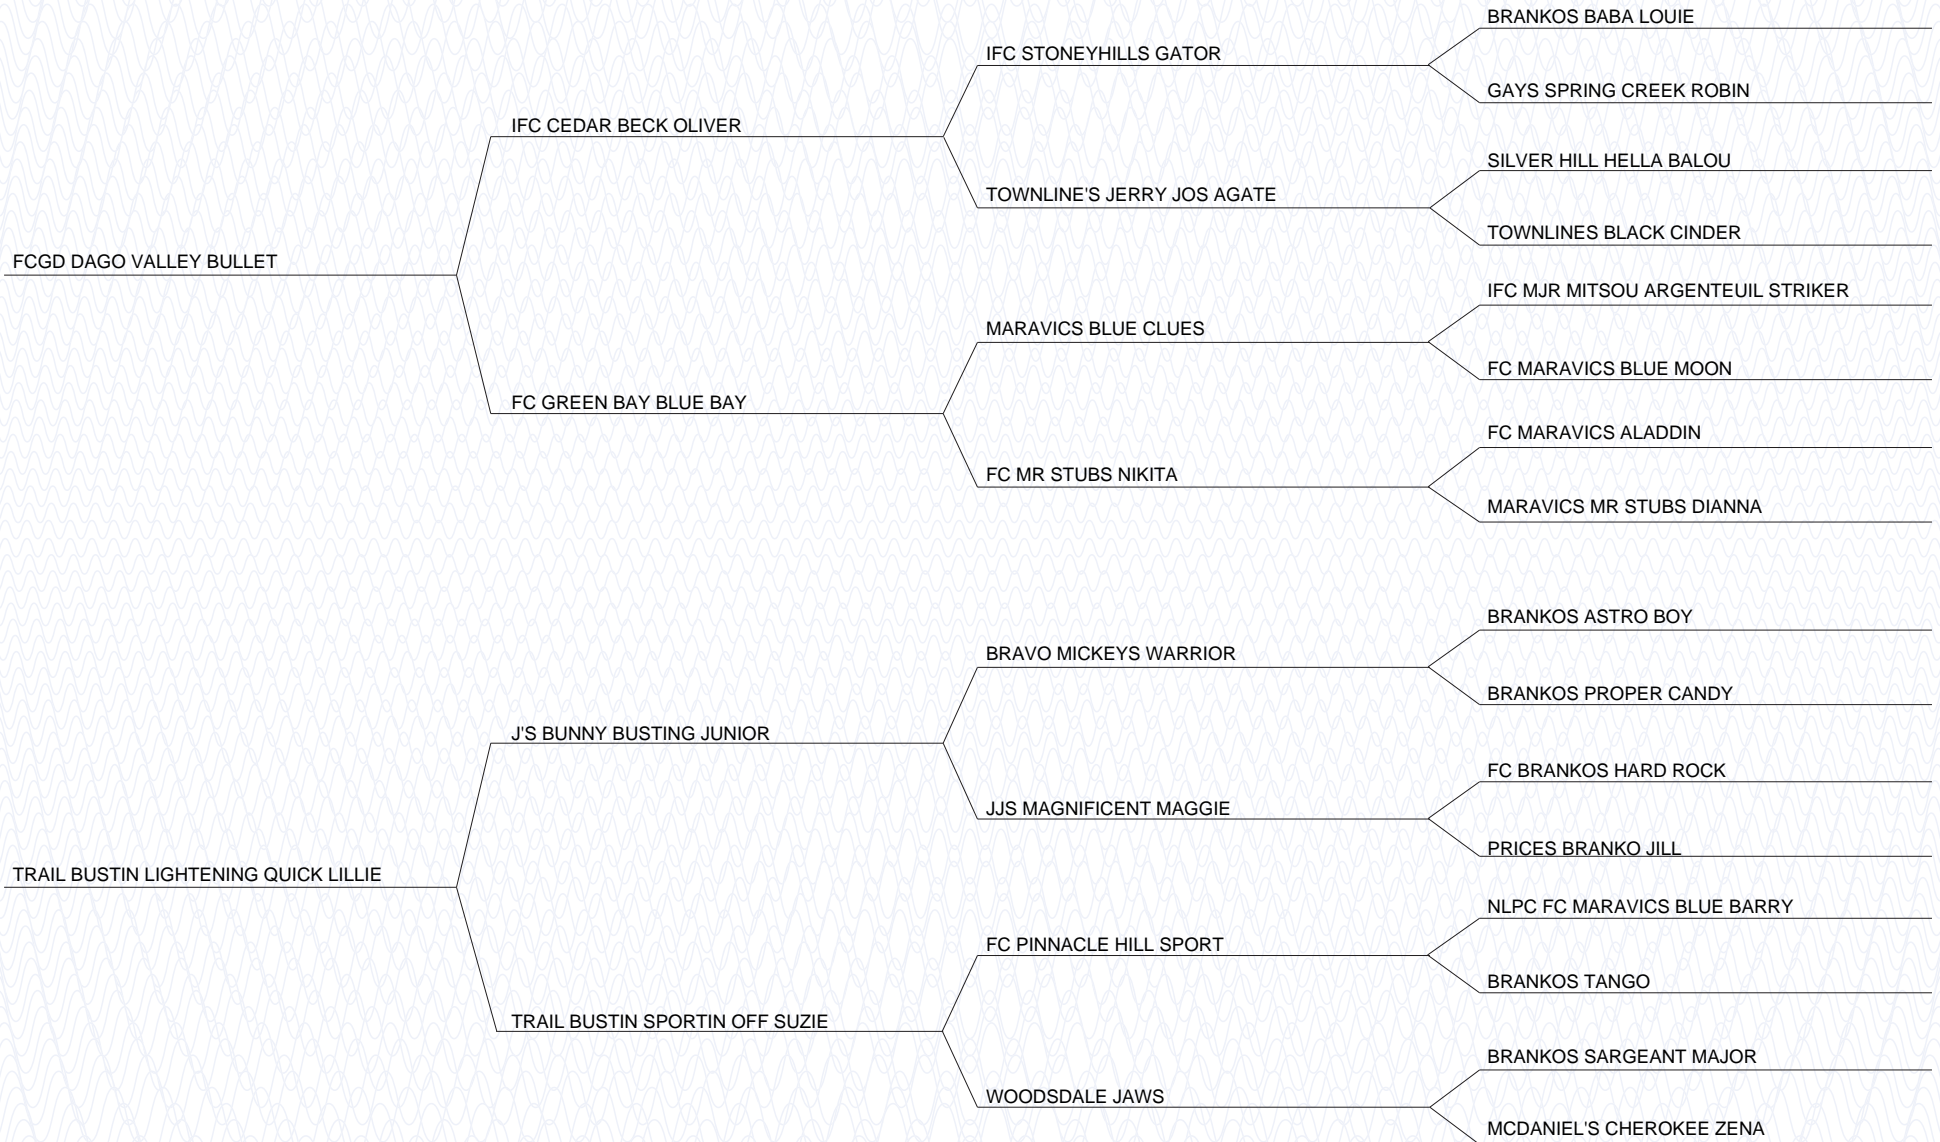 BRANKOS BABA LOUIE
IFC STONEYHILLS GATOR
GAYS SPRING CREEK ROBIN
IFC CEDAR BECK OLIVER
SILVER HILL HELLA BALOU
TOWNLINE'S JERRY JOS AGATE
TOWNLINES BLACK CINDER
FCGD DAGO VALLEY BULLET
IFC MJR MITSOU ARGENTEUIL STRIKER
MARAVICS BLUE CLUES
FC MARAVICS BLUE MOON
FC GREEN BAY BLUE BAY
FC MARAVICS ALADDIN
FC MR STUBS NIKITA
MARAVICS MR STUBS DIANNA
BRANKOS ASTRO BOY
BRAVO MICKEYS WARRIOR
BRANKOS PROPER CANDY
J'S BUNNY BUSTING JUNIOR
FC BRANKOS HARD ROCK
JJS MAGNIFICENT MAGGIE
PRICES BRANKO JILL
TRAIL BUSTIN LIGHTENING QUICK LILLIE
NLPC FC MARAVICS BLUE BARRY
FC PINNACLE HILL SPORT
BRANKOS TANGO
TRAIL BUSTIN SPORTIN OFF SUZIE
BRANKOS SARGEANT MAJOR
WOODSDALE JAWS
MCDANIEL'S CHEROKEE ZENA